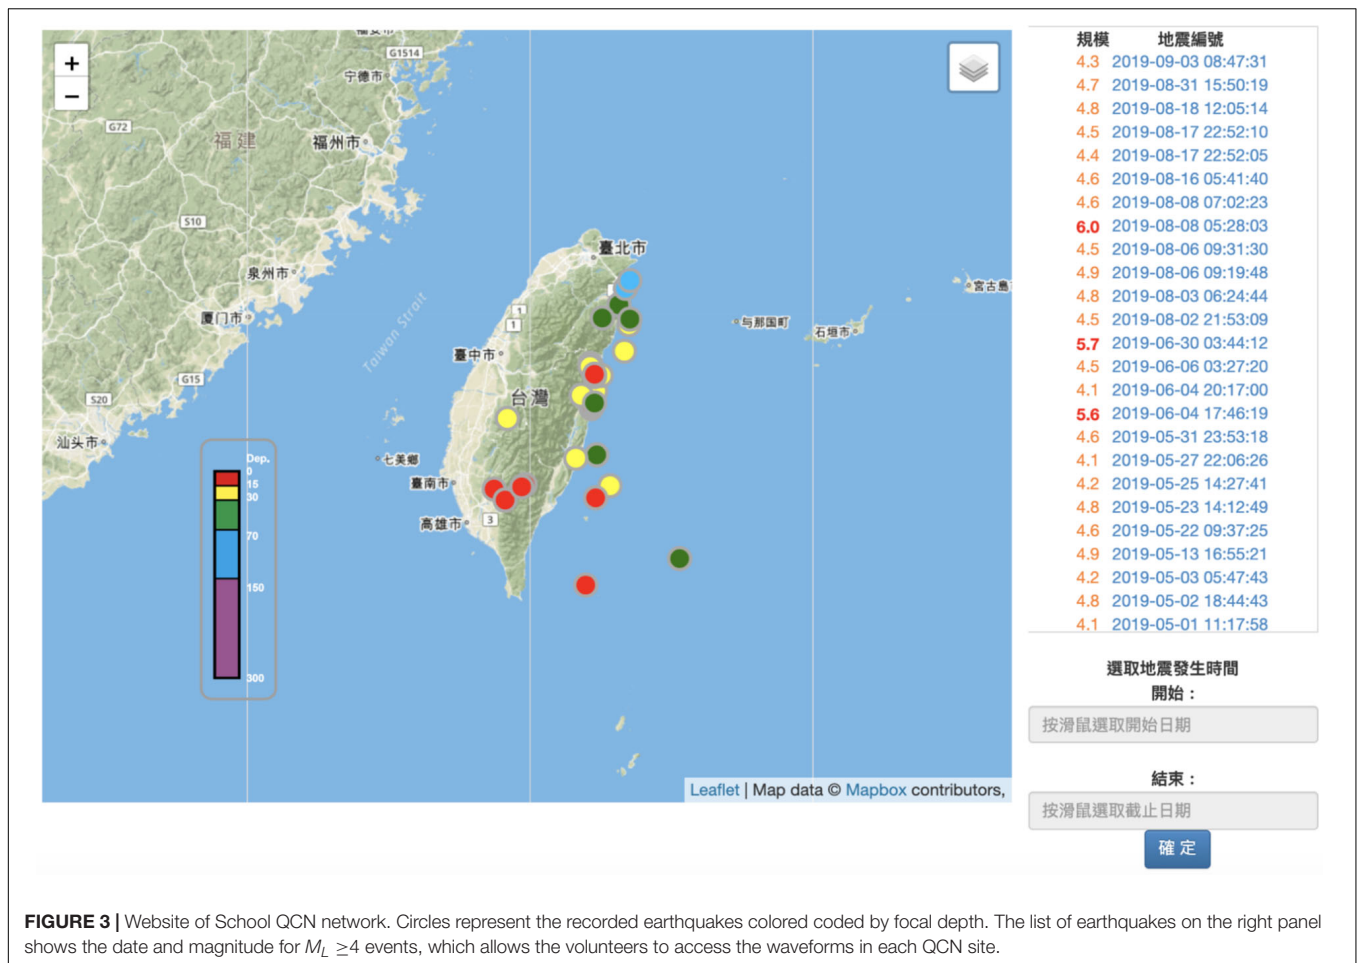 +
−
G1514
宁德市
G72
福建
福州市
S10
泉州市
厦门市
G15
S20
汕头市
Taiwan Strait
臺北市
1
1
臺中市
台灣
七美鄉
臺南市
高雄市
3
与那国町
石垣市
宮古島
Dep.
0
15
30
70
150
300
Leaflet | Map data © Mapbox contributors,
規模 地震編號
4.3 2019-09-03 08:47:31
4.7 2019-08-31 15:50:19
4.8 2019-08-18 12:05:14
4.5 2019-08-17 22:52:10
4.4 2019-08-17 22:52:05
4.6 2019-08-16 05:41:40
4.6 2019-08-08 07:02:23
6.0 2019-08-08 05:28:03
4.5 2019-08-06 09:31:30
4.9 2019-08-06 09:19:48
4.8 2019-08-03 06:24:44
4.5 2019-08-02 21:53:09
5.7 2019-06-30 03:44:12
4.5 2019-06-06 03:27:20
4.1 2019-06-04 20:17:00
5.6 2019-06-04 17:46:19
4.6 2019-05-31 23:53:18
4.1 2019-05-27 22:06:26
4.2 2019-05-25 14:27:41
4.8 2019-05-23 14:12:49
4.6 2019-05-22 09:37:25
4.9 2019-05-13 16:55:21
4.2 2019-05-03 05:47:43
4.8 2019-05-02 18:44:43
4.1 2019-05-01 11:17:58
選取地震發生時間
開始：
按滑鼠選取開始日期
結束：
按滑鼠選取截止日期
確定
FIGURE 3 | Website of School QCN network. Circles represent the recorded earthquakes colored coded by focal depth. The list of earthquakes on the right panel
shows the date and magnitude for M_L ≥4 events, which allows the volunteers to access the waveforms in each QCN site.